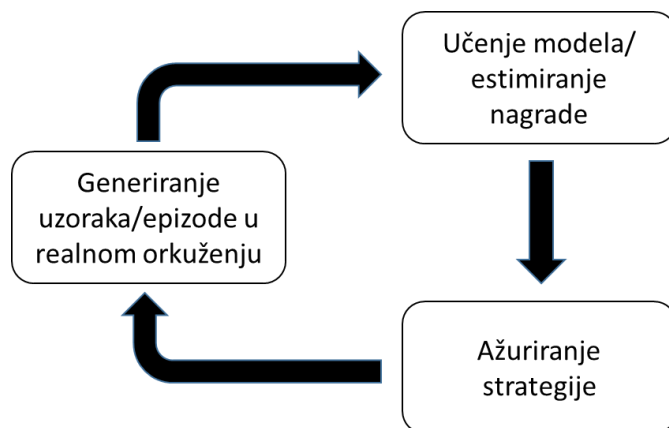 Učenje modela/
estimiranje
nagrade
Generiranje
uzoraka/epizode u
realnom orkuženju
Ažuriranje
strategije